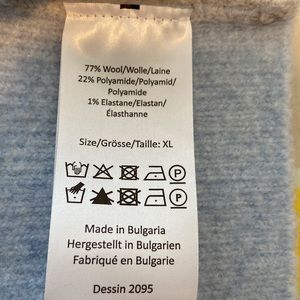 77% Wool/Wolle/Laine
22% Polyamide/Polyamid/
Polyamide
1% Elastane/Elastan/
Élasthanne
Size/Grösse/Taille: XL
P
P
Made in Bulgaria
Hergestellt in Bulgarien
Fabriqué en Bulgarie
Dessin 2095